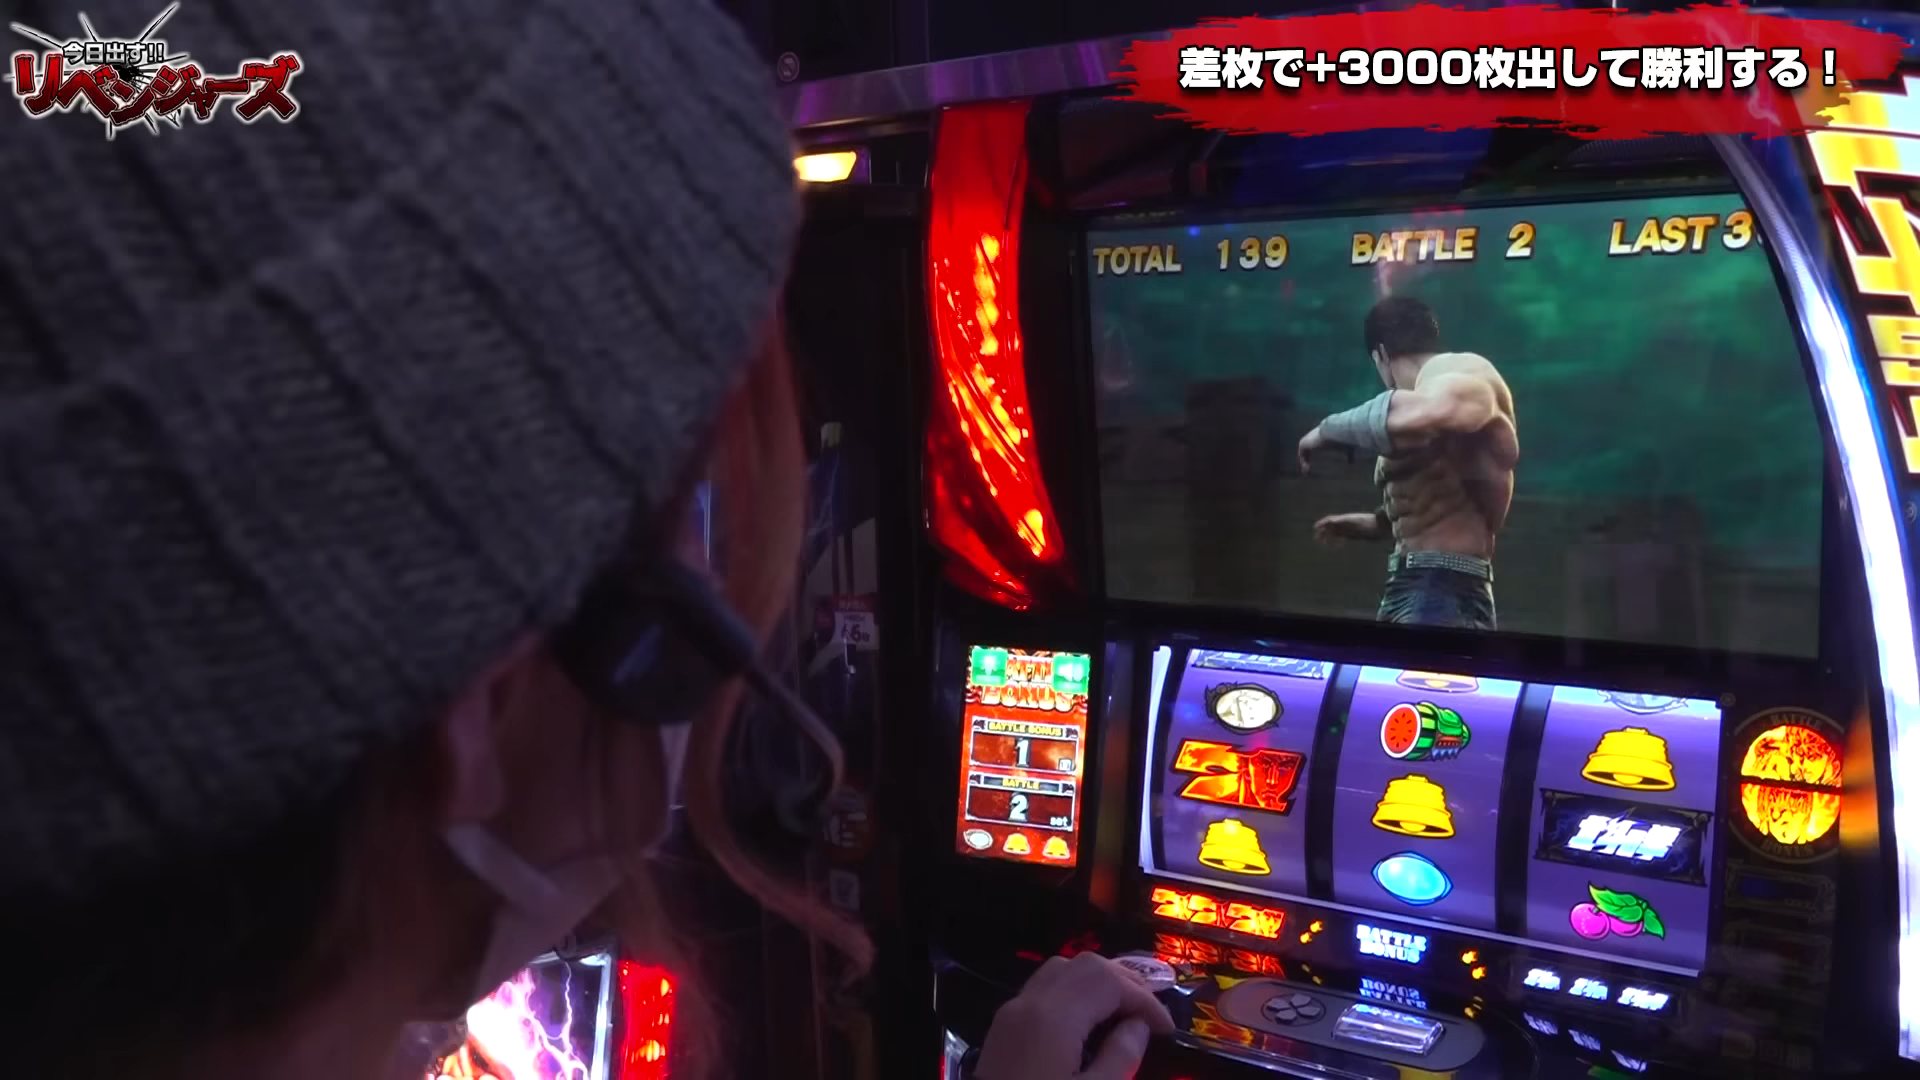 今日出す!!
リベンジャーズ
差枚で+3000枚出して勝利する！
TOTAL 139 BATTLE 2 LAST 3
BONUS
BATTLE BONUS
1
BATTLE
2
set
BATTLE
BONUS